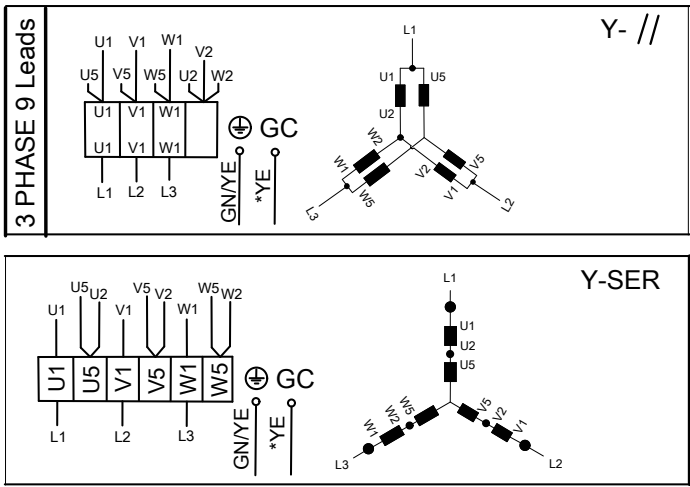 3 PHASE 9 Leads
Y- //
U1 V1 W1 V2
U5 V5 W5 U2 W2
U1 V1 W1
U1 V1 W1
L1 L2 L3
GC
GN/YE
*YE
L1
U1 U5
U2
W2
W1
W5
V5
V2
V1
L3
L2
Y-SER
U5 U2 V5 V2 W5 W2
U1 V1 W1
U1 U5 V1 V5 W1 W5
L1 L2 L3
GC
GN/YE
*YE
L1
U1
U2
U5
W5
W2
W1
V5
V2
V1
L3
L2